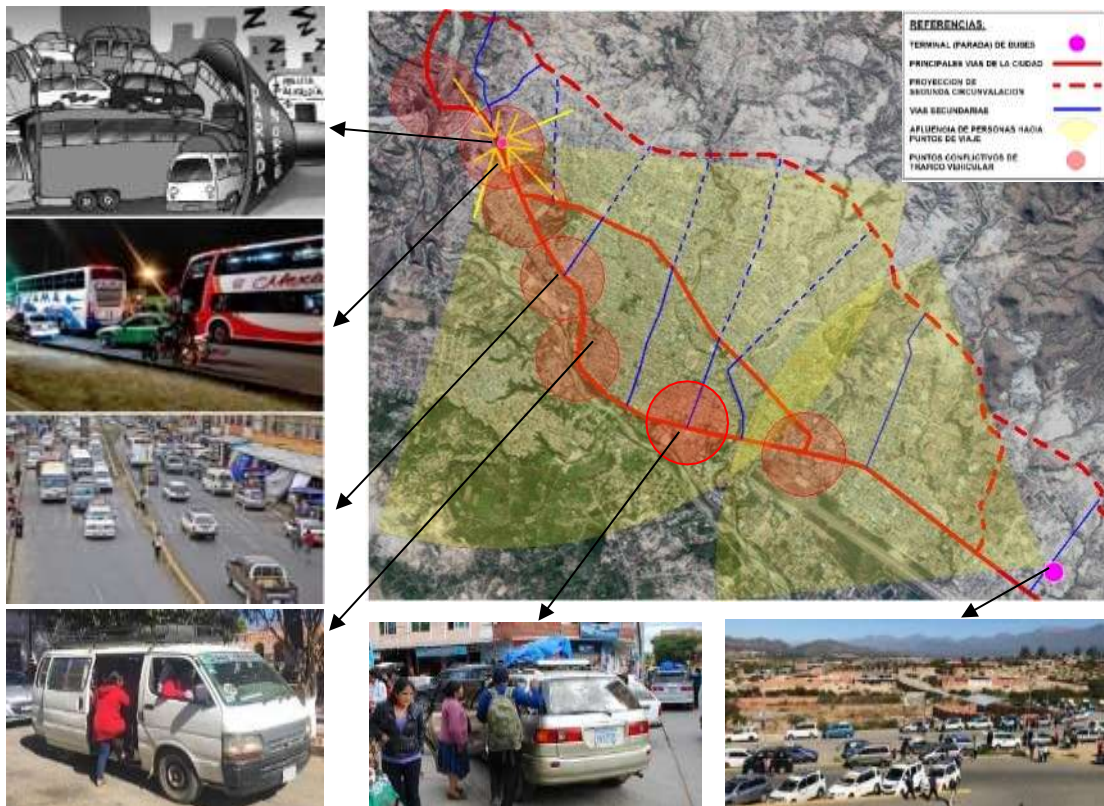 PARADA
NORTE
REFERENCIAS:
TERMINAL (PARADA) DE BUSES
PRINCIPALES VIAS DE LA CIUDAD
PROYECCION DE
SEGUNDA CIRCUNVALACION
VIAS SECUNDARIAS
AFLUENCIA DE PERSONAS HACIA
PUNTOS DE VIAJE
PUNTOS CONFLICTIVOS DE
TRAFICO VEHICULAR